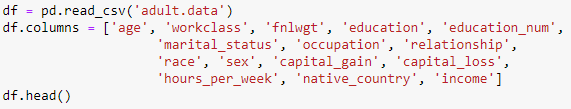 df = pd.read_csv('adult.data')
df.columns = ['age', 'workclass', 'fnlwgt', 'education', 'education_num',
'marital_status', 'occupation', 'relationship',
'race', 'sex', 'capital_gain', 'capital_loss',
'hours_per_week', 'native_country', 'income']
df.head()